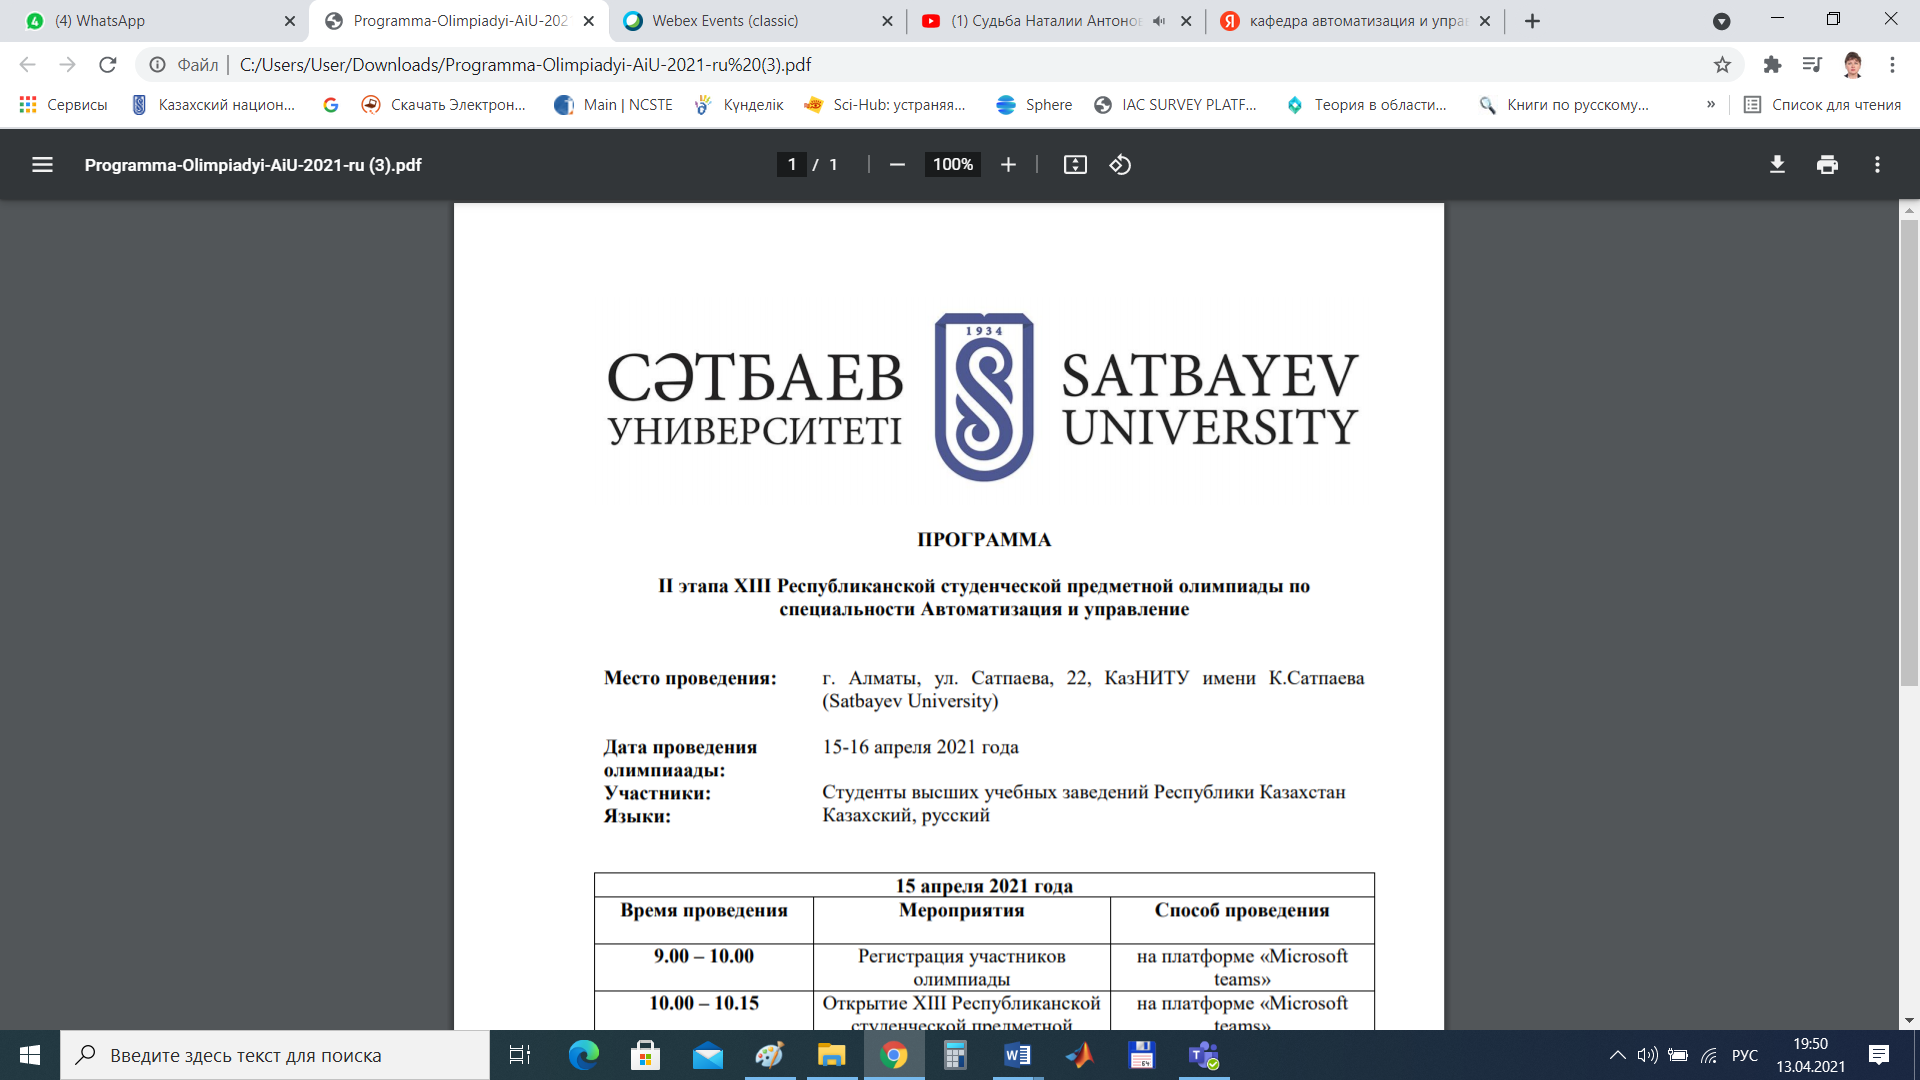 (4) WhatsApp
Programma-Olimpiadyi-AiU-202
Webex Events (classic)
(1) Судьба Наталии Антонов
кафедра автоматизация и упра
Файл
C:/Users/User/Downloads/Programma-Olimpiadyi-AiU-2021-ru%20(3).pdf
Сервисы
Казахский национ...
Скачать Электрон...
Main | NCSTE
Күнделік
Sci-Hub: устраняя...
Sphere
IAC SURVEY PLATF...
Теория в области...
Книги по русскому...
»
Список для чтения
Programma-Olimpiadyi-AiU-2021-ru (3).pdf
1 / 1
100%
1934
СӘТБАЕВ
УНИВЕРСИТЕТІ
SATBAYEV
UNIVERSITY
ПРОГРАММА
II этапа XIII Республиканской студенческой предметной олимпиады по
специальности Автоматизация и управление
Место проведения:
г. Алматы, ул. Сатпаева, 22, КазНИТУ имени К.Сатпаева
(Satbayev University)
Дата проведения
олимпиаады:
15-16 апреля 2021 года
Участники:
Студенты высших учебных заведений Республики Казахстан
Языки:
Казахский, русский
15 апреля 2021 года
Время проведения
Мероприятия
Способ проведения
9.00 – 10.00
Регистрация участников
олимпиады
на платформе «Microsoft
teams»
10.00 – 10.15
Открытие XIII Республиканской
студенческой предметной
на платформе «Microsoft
teams»
Введите здесь текст для поиска
64
РУС
19:50
13.04.2021